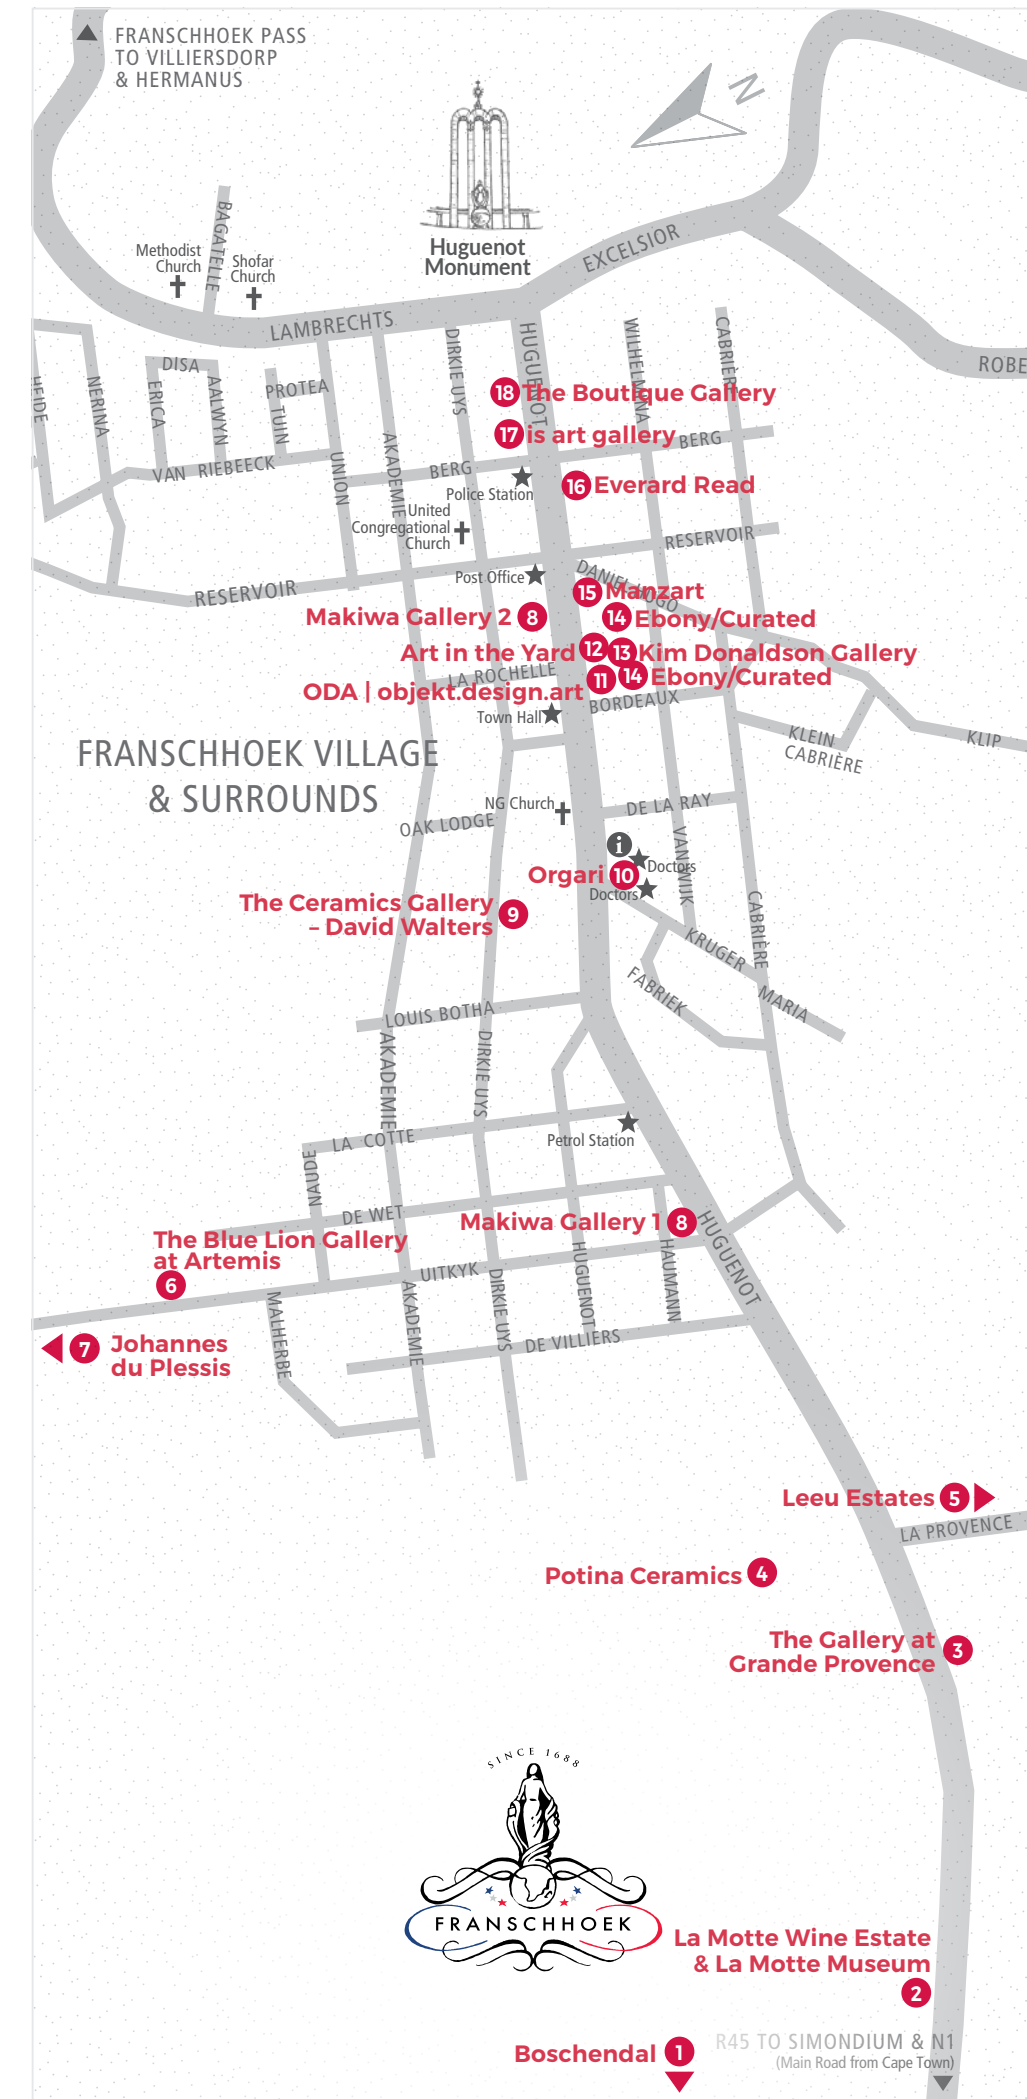 FRANSCHHOEK PASS
TO VILLIERSDORP
& HERMANUS
N
Huguenot
Monument
EXCELSIOR
BAGATELLE
Methodist
Church
Shofar
Church
LAMBRECHTS
ROBE
HEIDE
NERINA
DISA
ERICA
AALWYN
PROTEA
TUIN
DIRKIE UYS
HUGUENOT
WILHELMINA
CABRIÈRE
18 The Boutique Gallery
17 is art gallery
BERG
VAN RIEBEECK
UNION
AKADEMIE
BERG
Police Station
16 Everard Read
United
Congregational
Church
RESERVOIR
RESERVOIR
Post Office
DANIEL HUGO
15 Manzart
Makiwa Gallery 2 8
14 Ebony/Curated
Art in the Yard 12
13 Kim Donaldson Gallery
LA ROCHELLE
14 Ebony/Curated
ODA | objekt.design.art 11
BORDEAUX
Town Hall
KLEIN
CABRIÈRE
KLIP
FRANSCHHOEK VILLAGE
& SURROUNDS
NG Church
DE LA RAY
OAK LODGE
i
VAN WIJK
Doctors
Orgari 10
Doctors
The Ceramics Gallery
– David Walters
9
CABRIÈRE
KRUGER
FABRIEK
MARIA
LOUIS BOTHA
AKADEMIE
DIRKIE UYS
Petrol Station
LA COTTE
NAUDE
DE WET
Makiwa Gallery 1 8
HUGUENOT
The Blue Lion Gallery
at Artemis
6
UITKYK
HUGUENOT
HAUMANN
MALHERBE
AKADEMIE
DIRKIE UYS
DE VILLIERS
7 Johannes
du Plessis
Leeu Estates 5
LA PROVENCE
Potina Ceramics 4
The Gallery at
Grande Provence
3
SINCE 1688
FRANSCHHOEK
La Motte Wine Estate
& La Motte Museum
2
R45 TO SIMONDIUM & N1
(Main Road from Cape Town)
Boschendal 1